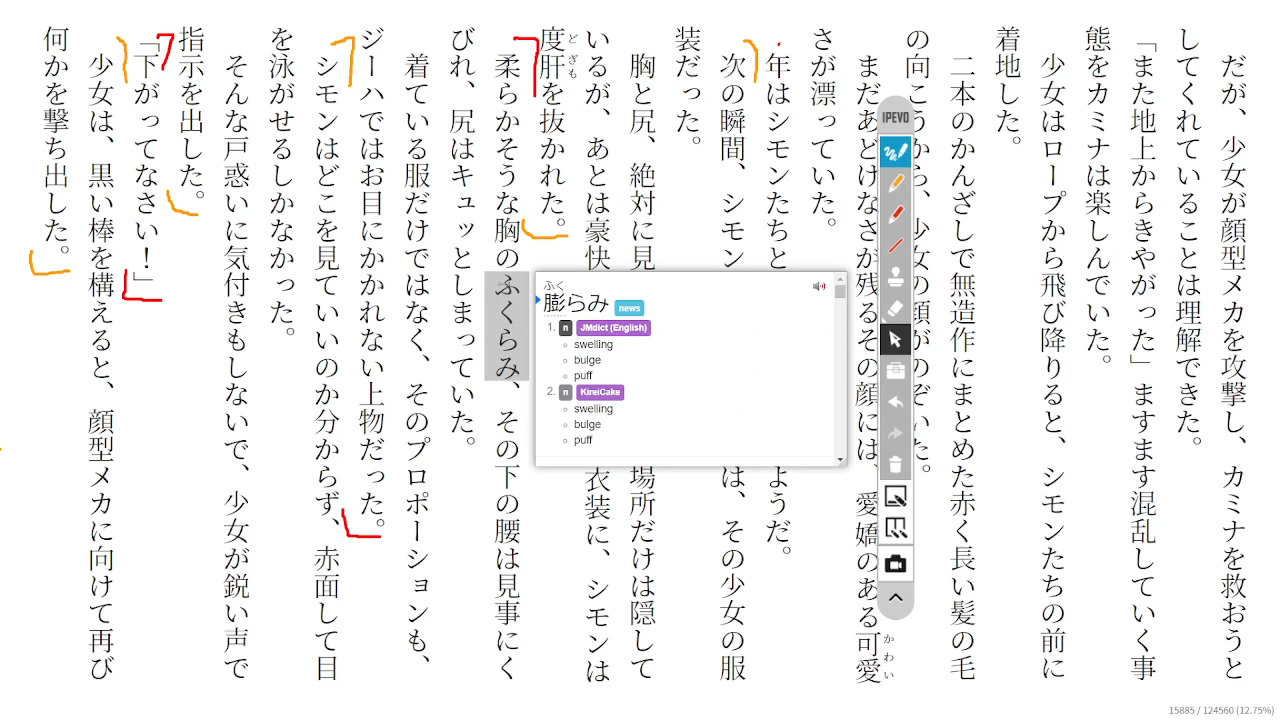 だが、少女が顔型メカを攻撃し、カミナを救おうと
してくれていることは理解できた。
「また地上からきやがった」ますます混乱していく事
態をカミナは楽しんでいた。
少女はロープから飛び降りると、シモンたちの前に
着地した。
二本のかんざしで無造作にまとめた赤く長い髪の毛
の向こうから、少女の顔がのぞいた。
まだあどけなさが残るその顔には、愛嬌のある可愛
かわい
さが漂っていた。
年はシモンたちと ようだ。
次の瞬間、シモン は、その少女の服
装だった。
胸と尻、絶対に見 場所だけは隠して
いるが、あとは豪快 衣装に、シモンは
度肝を抜かれた。
どぎも
柔らかそうな胸のふくらみ、その下の腰は見事にく
びれ、尻はキュッとしまっていた。
着ている服だけではなく、そのプロポーションも、
ジーハではお目にかかれない上物だった。
シモンはどこを見ていいのか分からず、赤面して目
を泳がせるしかなかった。
そんな戸惑いに気付きもしないで、少女が鋭い声で
指示を出した。
「下がってなさい！」
少女は、黒い棒を構えると、顔型メカに向けて再び
何かを撃ち出した。
ふく
膨らみ news
1. n JMdict (English)
swelling
bulge
puff
2. n KireiCake
swelling
bulge
puff
IPEVO
15885 / 124560 (12.75%)